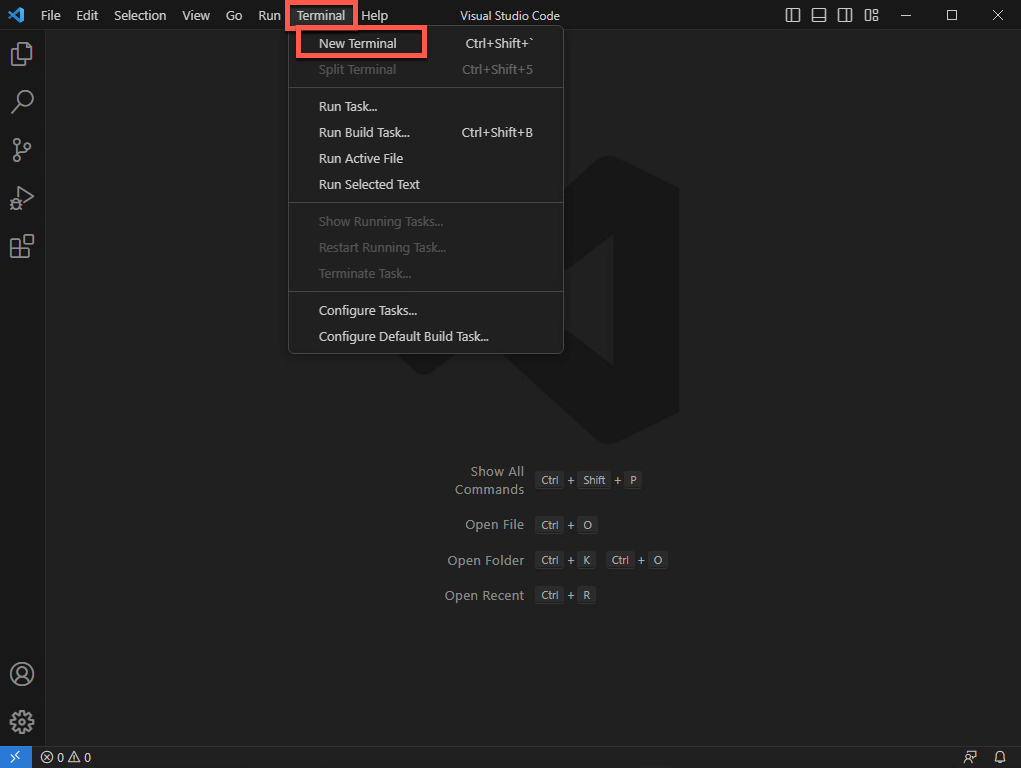 File Edit Selection View Go Run Terminal Help Visual Studio Code
New Terminal Ctrl+Shift+`
Split Terminal Ctrl+Shift+5
Run Task...
Run Build Task... Ctrl+Shift+B
Run Active File
Run Selected Text
Show Running Tasks...
Restart Running Task...
Terminate Task...
Configure Tasks...
Configure Default Build Task...
Show All
Commands Ctrl + Shift + P
Open File Ctrl + O
Open Folder Ctrl + K Ctrl + O
Open Recent Ctrl + R
0 0